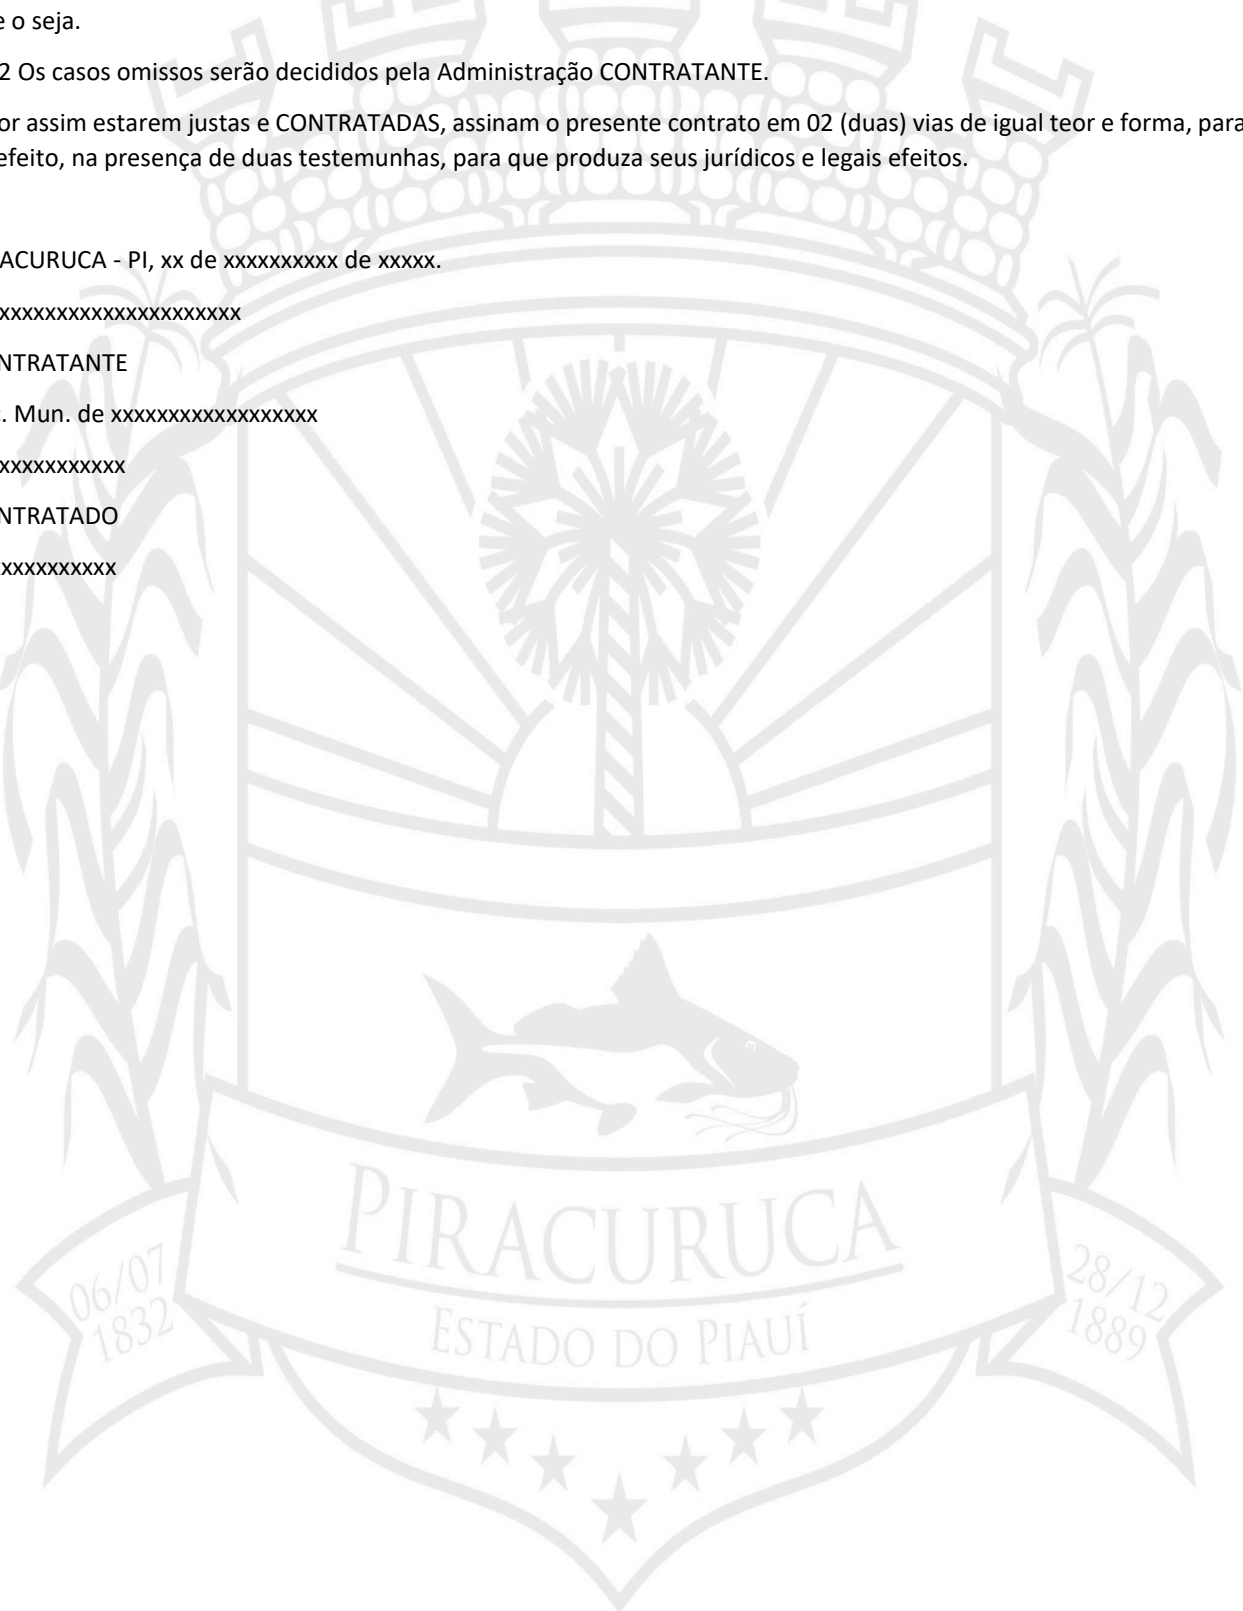 e o seja.
2 Os casos omissos serão decididos pela Administração CONTRATANTE.
or assim estarem justas e CONTRATADAS, assinam o presente contrato em 02 (duas) vias de igual teor e forma, para
efeito, na presença de duas testemunhas, para que produza seus jurídicos e legais efeitos.
ACURUCA - PI, xx de xxxxxxxxxx de xxxxx.
xxxxxxxxxxxxxxxxxxxxx
NTRATANTE
. Mun. de xxxxxxxxxxxxxxxxxx
xxxxxxxxxxx
NTRATADO
xxxxxxxxxx
PIRACURUCA
ESTADO DO PIAUÍ
06/07
1832
28/12
1889